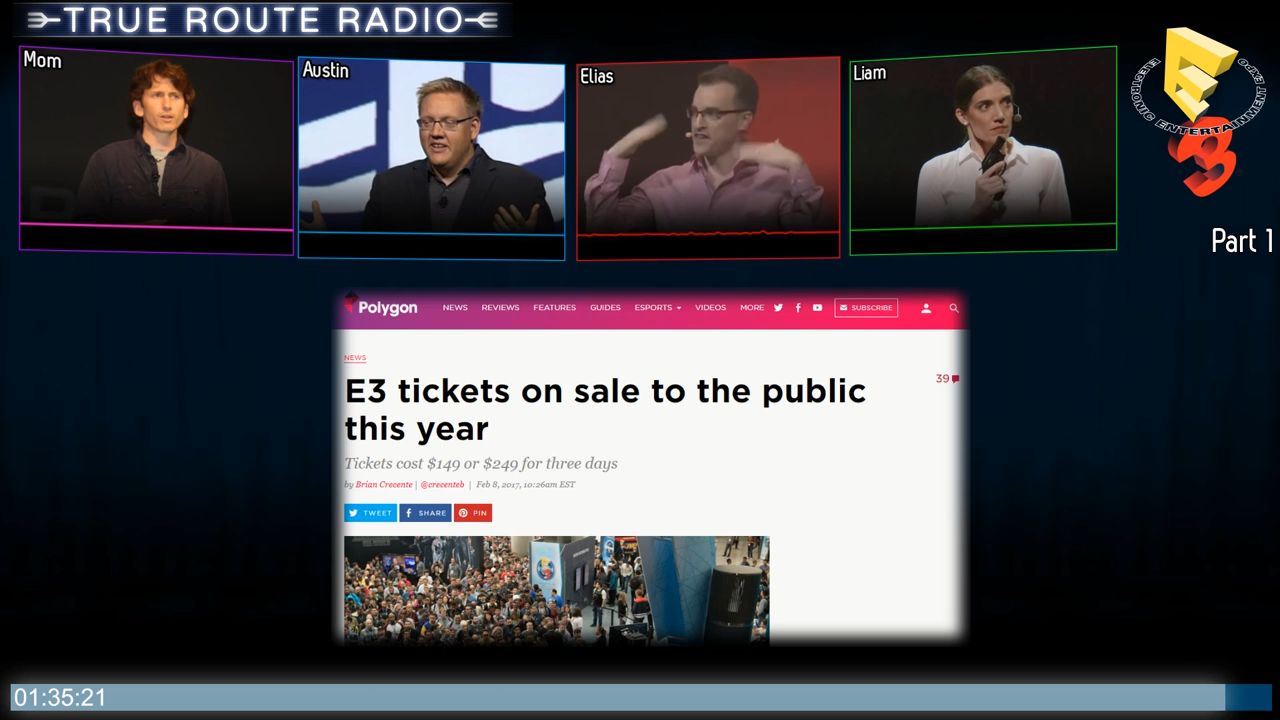 TRUE ROUTE RADIO
Mom
Austin
Elias
Liam
E3
ELECTRONIC ENTERTAINMENT EXPO
Part 1
Polygon
NEWS REVIEWS FEATURES GUIDES ESPORTS VIDEOS MORE SUBSCRIBE
NEWS
39
E3 tickets on sale to the public
this year
Tickets cost $149 or $249 for three days
by Brian Crecente | @crecenteb | Feb 8, 2017, 10:26am EST
TWEET SHARE PIN
01:35:21